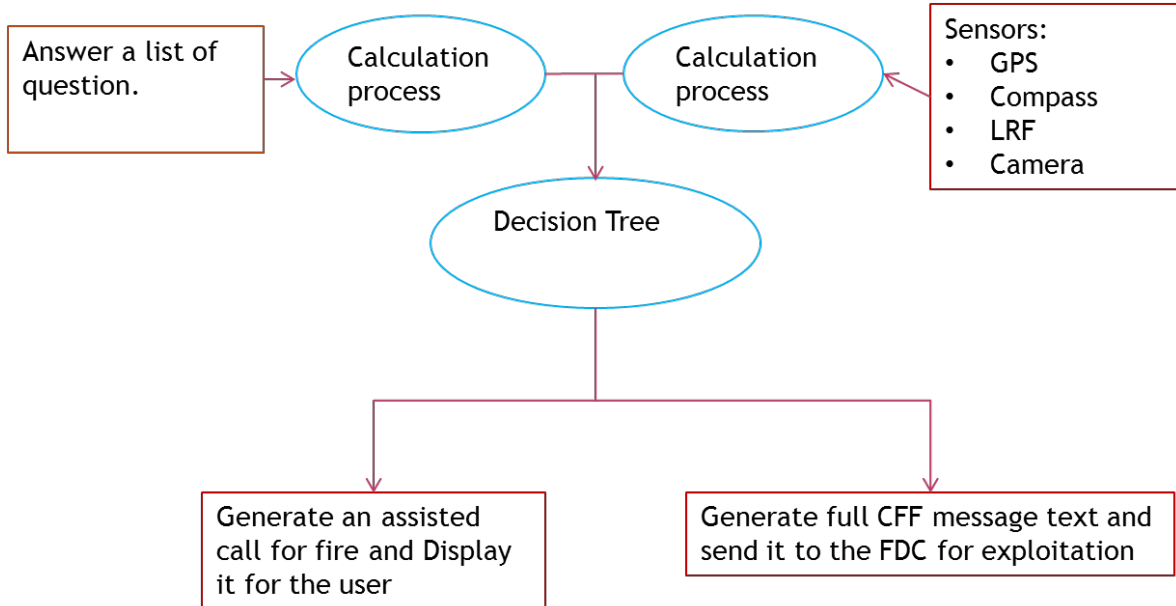 Answer a list of
question.
Calculation
process
Calculation
process
Sensors:
• GPS
• Compass
• LRF
• Camera
Decision Tree
Generate an assisted
call for fire and Display
it for the user
Generate full CFF message text and
send it to the FDC for exploitation